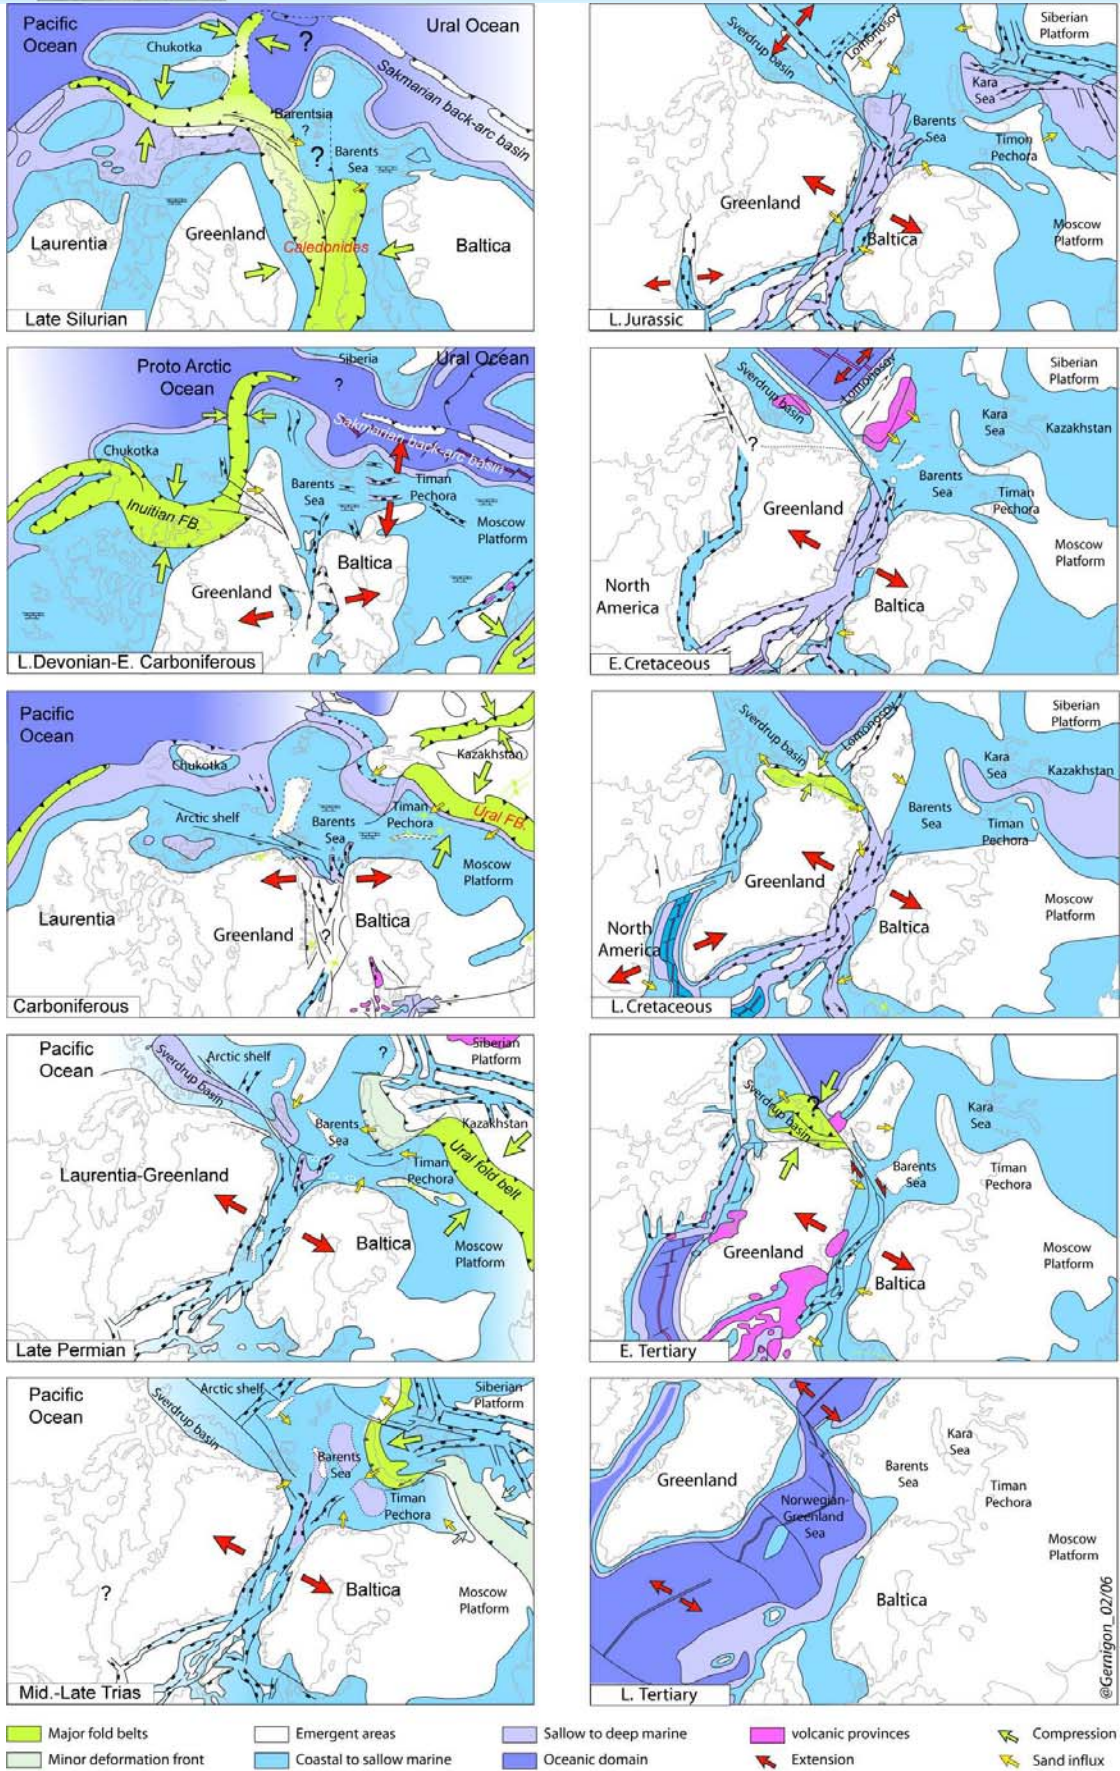 Pacific
Ocean
Chukotka
?
Ural Ocean
Sakmarian back-arc basin
Barentsia
?
?
Barents
Sea
Laurentia
Greenland
Caledonides
Baltica
Late Silurian
Proto Arctic
Ocean
Siberia
?
Ural Ocean
Sakmarian back-arc basin
Chukotka
Inuitian FB.
Barents
Sea
Timan
Pechora
Moscow
Platform
Baltica
Greenland
L.Devonian-E. Carboniferous
Pacific
Ocean
Chukotka
Kazakhstan
Arctic shelf
Barents
Sea
Timan
Pechora
Ural FB.
Moscow
Platform
Laurentia
Greenland
?
Baltica
Carboniferous
Pacific
Ocean
Arctic shelf
Sverdrup basin
?
Siberian
Platform
Barents
Sea
Kazakhstan
Ural fold belt
Timan
Pechora
Laurentia-Greenland
Baltica
Moscow
Platform
Late Permian
Pacific
Ocean
Arctic shelf
Sverdrup basin
Siberian
Platform
Barents
Sea
Timan
Pechora
?
Baltica
Moscow
Platform
Mid.-Late Trias
Sverdrup basin
Lomonosov
Siberian
Platform
Kara
Sea
Barents
Sea
Timon
Pechora
Greenland
Baltica
Moscow
Platform
L. Jurassic
Sverdrup basin
Lomonosov
Siberian
Platform
?
Kara
Sea
Kazakhstan
Barents
Sea
Timan
Pechora
Greenland
Moscow
Platform
North
America
Baltica
E. Cretaceous
Sverdrup basin
Lomonosov
Siberian
Platform
Kara
Sea
Kazakhstan
Barents
Sea
Timan
Pechora
Greenland
Moscow
Platform
North
America
Baltica
L. Cretaceous
?
Sverdrup basin
Kara
Sea
Barents
Sea
Timan
Pechora
Greenland
Baltica
Moscow
Platform
E. Tertiary
Greenland
Norwegian-
Greenland
Sea
Barents
Sea
Kara
Sea
Timan
Pechora
Moscow
Platform
Baltica
L. Tertiary
@Gernigon_02/06
Major fold belts
Emergent areas
Sallow to deep marine
volcanic provinces
Compression
Minor deformation front
Coastal to sallow marine
Oceanic domain
Extension
Sand influx